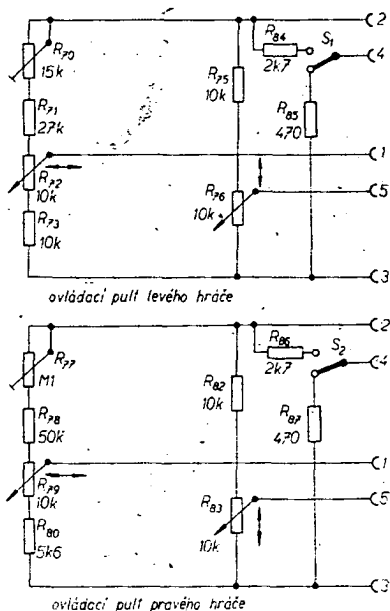 R84
2k7
S1
2
4
R70
15k
R75
10k
R85
470
R71
27k
1
R72
10k
R76
10k
5
R73
10k
3
ovládací pult levého hráče
2
R86
2k7
S2
4
R77
M1
R82
10k
R87
470
R78
50k
1
R79
10k
R83
10k
5
R80
5k6
3
ovládací pult pravého hráče